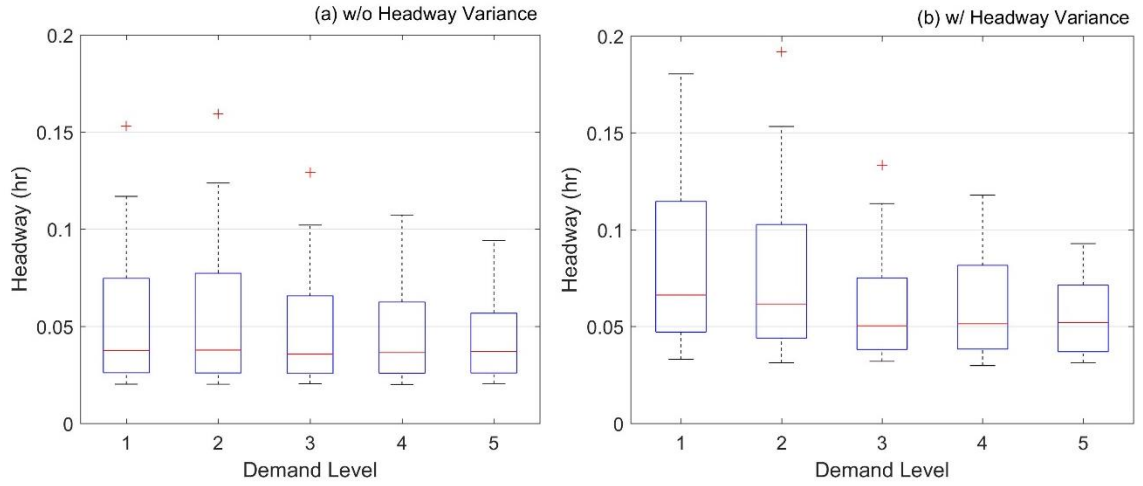 (a) w/o Headway Variance
0.2
0.15
0.1
0.05
0
Headway (hr)
1 2 3 4 5
Demand Level
(b) w/ Headway Variance
0.2
0.15
0.1
0.05
0
Headway (hr)
1 2 3 4 5
Demand Level